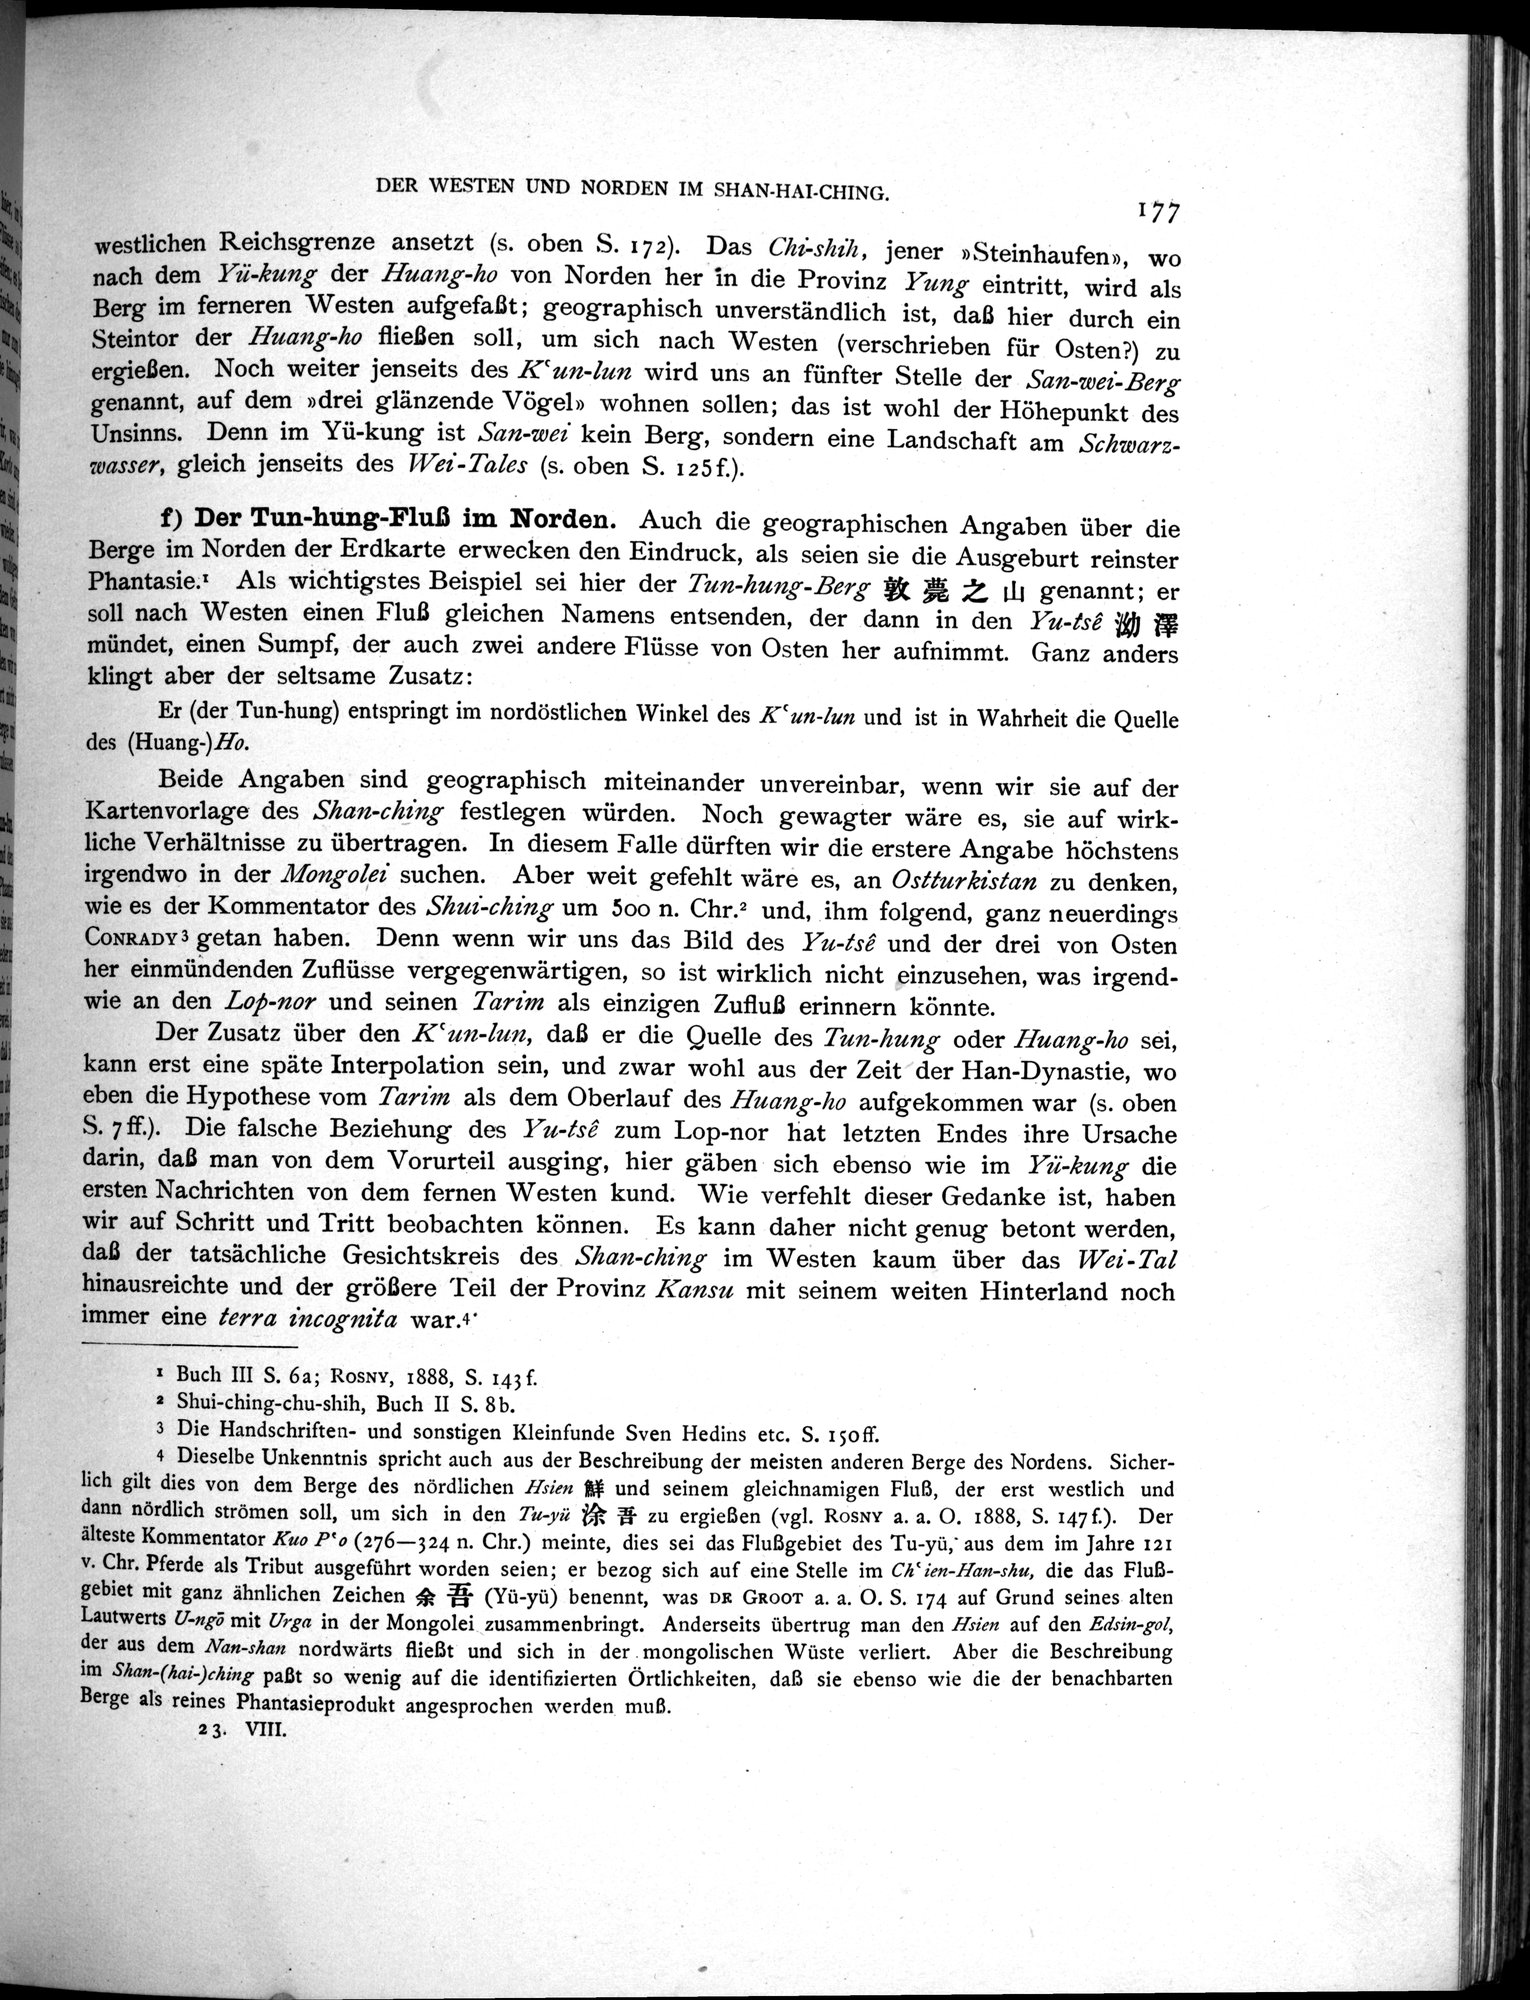 DER WESTEN UND NORDEN IM SHAN-HAI-CHING.
177
westlichen Reichsgrenze ansetzt (s. oben S. 172). Das Chi-shih, jener »Steinhaufen», wo
nach dem Yü-kung der Huang-ho von Norden her in die Provinz Yung eintritt, wird als
Berg im ferneren Westen aufgefaßt; geographisch unverständlich ist, daß hier durch ein
Steintor der Huang-ho fließen soll, um sich nach Westen (verschrieben für Osten?) zu
ergießen. Noch weiter jenseits des Kʿun-lun wird uns an fünfter Stelle der San-wei-Berg
genannt, auf dem »drei glänzende Vögel» wohnen sollen; das ist wohl der Höhepunkt des
Unsinns. Denn im Yü-kung ist San-wei kein Berg, sondern eine Landschaft am Schwarz-
wasser, gleich jenseits des Wei-Tales (s. oben S. 125f.).
f) Der Tun-hung-Fluß im Norden. Auch die geographischen Angaben über die
Berge im Norden der Erdkarte erwecken den Eindruck, als seien sie die Ausgeburt reinster
Phantasie.¹ Als wichtigstes Beispiel sei hier der Tun-hung-Berg 敦薨之山 genannt; er
soll nach Westen einen Fluß gleichen Namens entsenden, der dann in den Yu-tsê 泑澤
mündet, einen Sumpf, der auch zwei andere Flüsse von Osten her aufnimmt. Ganz anders
klingt aber der seltsame Zusatz:
Er (der Tun-hung) entspringt im nordöstlichen Winkel des Kʿun-lun und ist in Wahrheit die Quelle
des (Huang-)Ho.
Beide Angaben sind geographisch miteinander unvereinbar, wenn wir sie auf der
Kartenvorlage des Shan-ching festlegen würden. Noch gewagter wäre es, sie auf wirk-
liche Verhältnisse zu übertragen. In diesem Falle dürften wir die erstere Angabe höchstens
irgendwo in der Mongolei suchen. Aber weit gefehlt wäre es, an Ostturkistan zu denken,
wie es der Kommentator des Shui-ching um 500 n. Chr.² und, ihm folgend, ganz neuerdings
CONRADY³ getan haben. Denn wenn wir uns das Bild des Yu-tsê und der drei von Osten
her einmündenden Zuflüsse vergegenwärtigen, so ist wirklich nicht einzusehen, was irgend-
wie an den Lop-nor und seinen Tarim als einzigen Zufluß erinnern könnte.
Der Zusatz über den Kʿun-lun, daß er die Quelle des Tun-hung oder Huang-ho sei,
kann erst eine späte Interpolation sein, und zwar wohl aus der Zeit der Han-Dynastie, wo
eben die Hypothese vom Tarim als dem Oberlauf des Huang-ho aufgekommen war (s. oben
S. 7ff.). Die falsche Beziehung des Yu-tsê zum Lop-nor hat letzten Endes ihre Ursache
darin, daß man von dem Vorurteil ausging, hier gäben sich ebenso wie im Yü-kung die
ersten Nachrichten von dem fernen Westen kund. Wie verfehlt dieser Gedanke ist, haben
wir auf Schritt und Tritt beobachten können. Es kann daher nicht genug betont werden,
daß der tatsächliche Gesichtskreis des Shan-ching im Westen kaum über das Wei-Tal
hinausreichte und der größere Teil der Provinz Kansu mit seinem weiten Hinterland noch
immer eine terra incognita war.⁴
¹ Buch III S. 6a; ROSNY, 1888, S. 143f.
² Shui-ching-chu-shih, Buch II S. 8b.
³ Die Handschriften- und sonstigen Kleinfunde Sven Hedins etc. S. 150ff.
⁴ Dieselbe Unkenntnis spricht auch aus der Beschreibung der meisten anderen Berge des Nordens. Sicher-
lich gilt dies von dem Berge des nördlichen Hsien 鮮 und seinem gleichnamigen Fluß, der erst westlich und
dann nördlich strömen soll, um sich in den Tu-yü 涂吾 zu ergießen (vgl. ROSNY a. a. O. 1888, S. 147f.). Der
älteste Kommentator Kuo Pʿo (276—324 n. Chr.) meinte, dies sei das Flußgebiet des Tu-yü, aus dem im Jahre 121
v. Chr. Pferde als Tribut ausgeführt worden seien; er bezog sich auf eine Stelle im Chʿien-Han-shu, die das Fluß-
gebiet mit ganz ähnlichen Zeichen 余吾 (Yü-yü) benennt, was DE GROOT a. a. O. S. 174 auf Grund seines alten
Lautwerts U-ngō mit Urga in der Mongolei zusammenbringt. Anderseits übertrug man den Hsien auf den Edsin-gol,
der aus dem Nan-shan nordwärts fließt und sich in der mongolischen Wüste verliert. Aber die Beschreibung
im Shan-(hai-)ching paßt so wenig auf die identifizierten Örtlichkeiten, daß sie ebenso wie die der benachbarten
Berge als reines Phantasieprodukt angesprochen werden muß.
23. VIII.